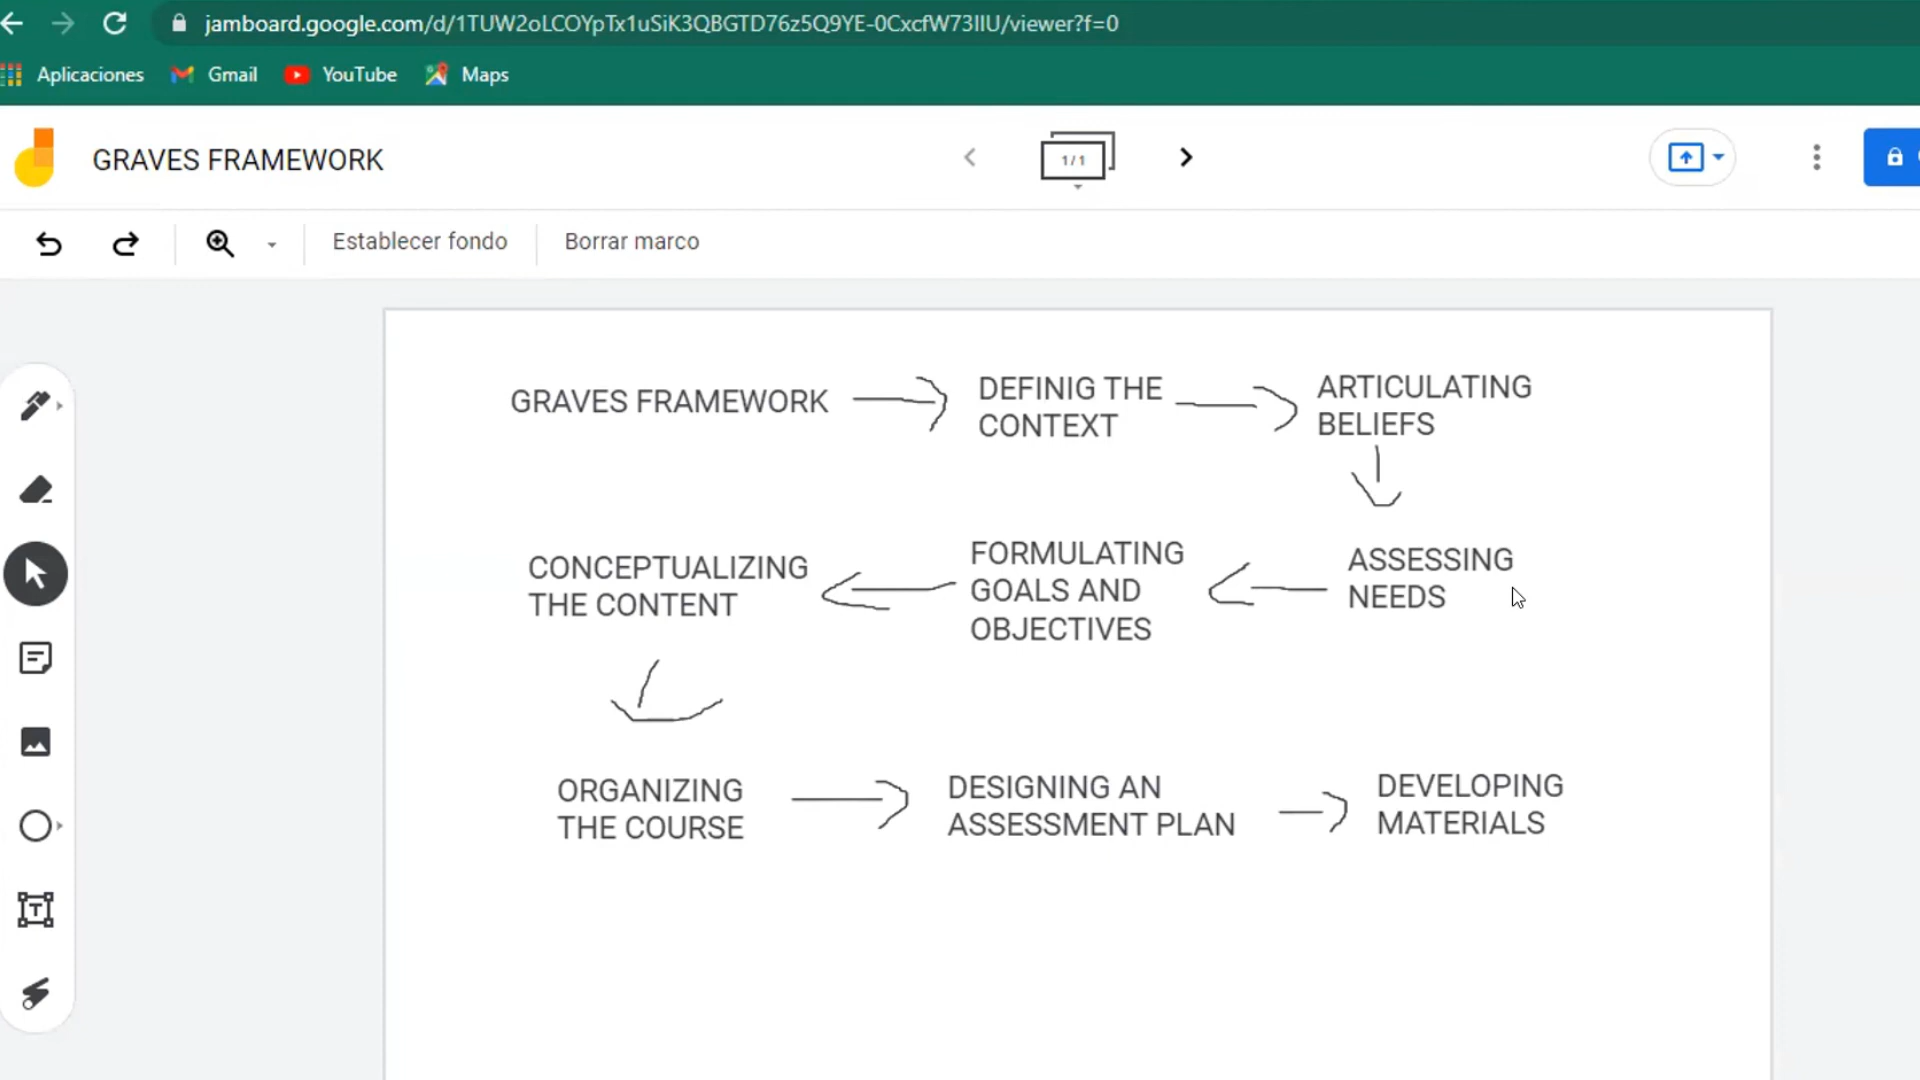 jamboard.google.com/d/1TUW2oLCOYpTx1uSiK3QBGTD76z5Q9YE-0CxcfW73IIU/viewer?f=0
Aplicaciones Gmail YouTube Maps
GRAVES FRAMEWORK
1/1
Establecer fondo Borrar marco
GRAVES FRAMEWORK
DEFINIG THE
CONTEXT
ARTICULATING
BELIEFS
ASSESSING
NEEDS
FORMULATING
GOALS AND
OBJECTIVES
CONCEPTUALIZING
THE CONTENT
ORGANIZING
THE COURSE
DESIGNING AN
ASSESSMENT PLAN
DEVELOPING
MATERIALS